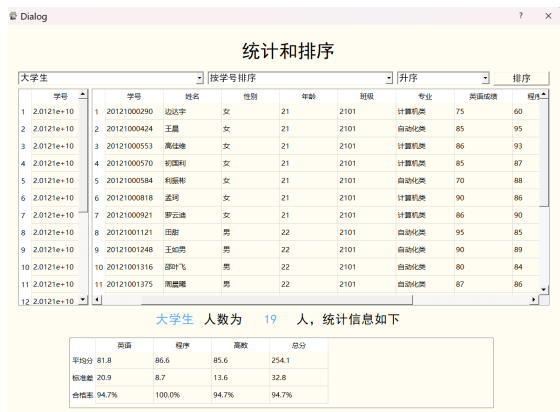 Dialog ? ×
统计和排序
大学生 按学号排序 升序 排序
学号 学号 姓名 性别 年龄 班级 专业 英语成绩 程序
1 2.0121e+10 1 20121000290 边达宇 女 21 2101 计算机类 75 60
2 2.0121e+10 2 20121000424 王晨 女 21 2101 自动化类 85 95
3 2.0121e+10 3 20121000553 高佳维 女 21 2101 计算机类 86 93
4 2.0121e+10 4 20121000570 初国利 女 21 2101 计算机类 85 87
5 2.0121e+10 5 20121000584 利振彬 女 21 2101 自动化类 70 88
6 2.0121e+10 6 20121000818 孟珂 女 21 2101 计算机类 90 86
7 2.0121e+10 7 20121000921 罗云迪 女 21 2101 计算机类 86 90
8 2.0121e+10 8 20121001121 田甜 男 22 2101 自动化类 95 85
9 2.0121e+10 9 20121001248 王如男 男 22 2101 自动化类 90 89
10 2.0121e+10 10 20121001316 邵叶飞 男 22 2101 自动化类 80 84
11 2.0121e+10 11 20121001375 周晨曦 男 22 2101 自动化类 87 86
12 2.0121e+10
大学生 人数为 19 人，统计信息如下
英语 程序 高数 总分
平均分 81.8 86.6 85.6 254.1
标准差 20.9 8.7 13.6 32.8
合格率 94.7% 100.0% 94.7% 94.7%